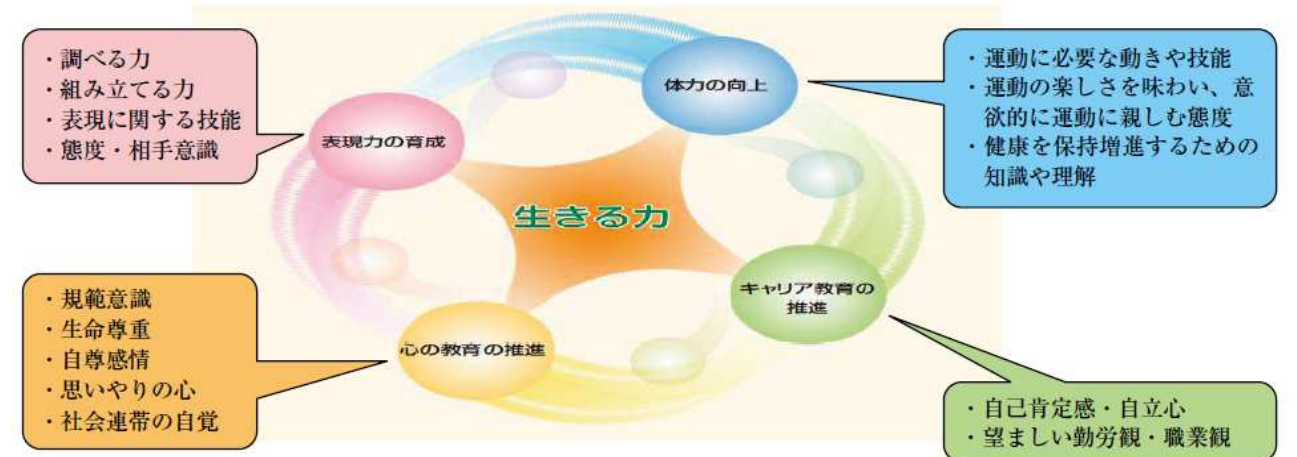 ・調べる力
・組み立てる力
・表現に関する技能
・態度・相手意識
表現力の育成
体力の向上
・運動に必要な動きや技能
・運動の楽しさを味わい、意
欲的に運動に親しむ態度
・健康を保持増進するための
知識や理解
生きる力
・規範意識
・生命尊重
・自尊感情
・思いやりの心
・社会連帯の自覚
心の教育の推進
キャリア教育の
推進
・自己肯定感・自立心
・望ましい勤労観・職業観